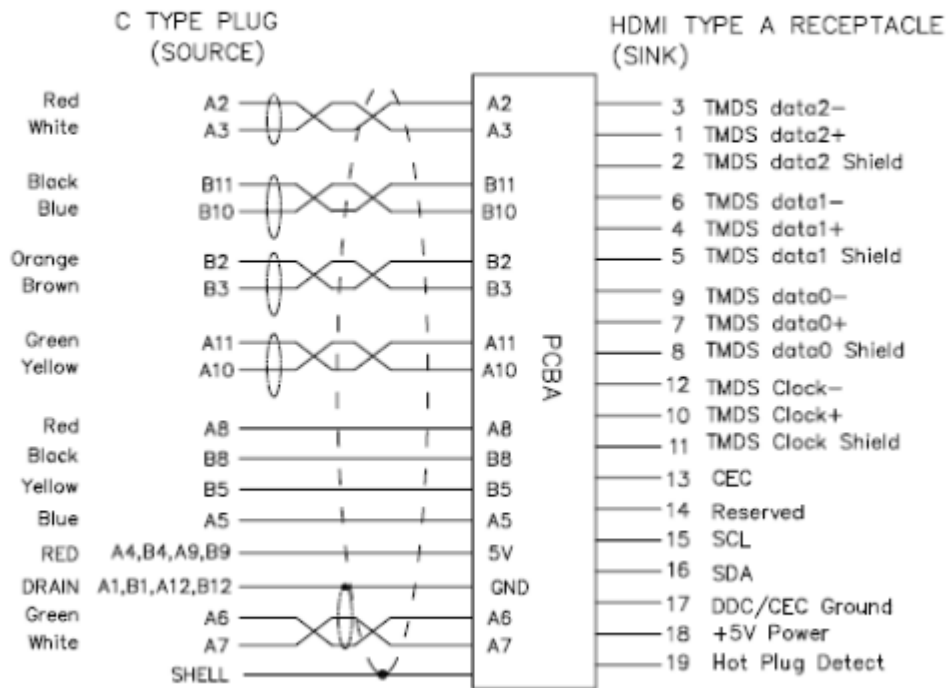 C TYPE PLUG
(SOURCE)
HDMI TYPE A RECEPTACLE
(SINK)
Red A2 A2
White A3 A3
Black B11 B11
Blue B10 B10
Orange B2 B2
Brown B3 B3
Green A11 A11
Yellow A10 A10
Red A8 A8
Black B8 B8
Yellow B5 B5
Blue A5 A5
RED A4,B4,A9,B9 5V
DRAIN A1,B1,A12,B12 GND
Green A6 A6
White A7 A7
SHELL
PCBA
3 TMDS data2-
1 TMDS data2+
2 TMDS data2 Shield
6 TMDS data1-
4 TMDS data1+
5 TMDS data1 Shield
9 TMDS data0-
7 TMDS data0+
8 TMDS data0 Shield
12 TMDS Clock-
10 TMDS Clock+
11 TMDS Clock Shield
13 CEC
14 Reserved
15 SCL
16 SDA
17 DDC/CEC Ground
18 +5V Power
19 Hot Plug Detect